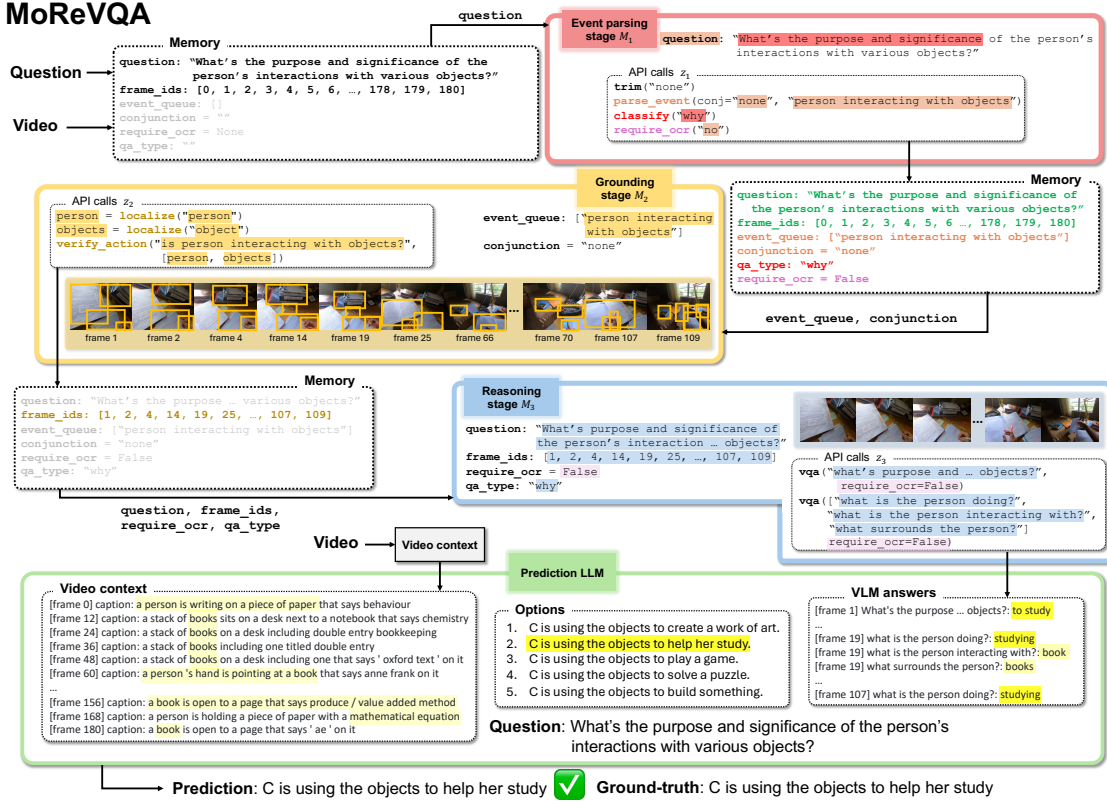 MoReVQA
Question
Video
Memory
question: “What's the purpose and significance of the
person's interactions with various objects?”
frame_ids: [0, 1, 2, 3, 4, 5, 6, …, 178, 179, 180]
event_queue: []
conjunction = “”
require_ocr = None
qa_type: “”
question
Event parsing
stage M1
question: “What's the purpose and significance of the person's
interactions with various objects?”
API calls z1
trim(“none”)
parse_event(conj=“none”, “person interacting with objects”)
classify(“why”)
require_ocr(“no”)
Memory
question: “What's the purpose and significance of
the person's interactions with various objects?”
frame_ids: [0, 1, 2, 3, 4, 5, 6 …, 178, 179, 180]
event_queue: [“person interacting with objects”]
conjunction = “none”
qa_type: “why”
require_ocr = False
event_queue, conjunction
Grounding
stage M2
API calls z2
person = localize("person")
objects = localize(“object”)
verify_action("is person interacting with objects?",
[person, objects])
event_queue: [“person interacting
with objects”]
conjunction = “none”
...
frame 1 frame 2 frame 4 frame 14 frame 19 frame 25 frame 66 frame 70 frame 107 frame 109
Memory
question: “What's the purpose … various objects?”
frame_ids: [1, 2, 4, 14, 19, 25, …, 107, 109]
event_queue: [“person interacting with objects”]
conjunction = “none”
require_ocr = False
qa_type: “why”
question, frame_ids,
require_ocr, qa_type
Reasoning
stage M3
question: “What's purpose and significance
of the person's interaction … objects?”
frame_ids: [1, 2, 4, 14, 19, 25, …, 107, 109]
require_ocr = False
qa_type: “why”
...
API calls z3
vqa(“what's purpose and … objects?”,
require_ocr=False)
vqa([“what is the person doing?”,
“what is the person interacting with?”,
“what surrounds the person?”]
require_ocr=False)
Video
Video context
Prediction LLM
Video context
[frame 0] caption: a person is writing on a piece of paper that says behaviour
[frame 12] caption: a stack of books sits on a desk next to a notebook that says chemistry
[frame 24] caption: a stack of books on a desk including double entry bookkeeping
[frame 36] caption: a stack of books including one titled double entry
[frame 48] caption: a stack of books on a desk including one that says ' oxford text ' on it
[frame 60] caption: a person 's hand is pointing at a book that says anne frank on it
...
[frame 156] caption: a book is open to a page that says produce / value added method
[frame 168] caption: a person is holding a piece of paper with a mathematical equation
[frame 180] caption: a book is open to a page that says ' ae ' on it
Options
1. C is using the objects to create a work of art.
2. C is using the objects to help her study.
3. C is using the objects to play a game.
4. C is using the objects to solve a puzzle.
5. C is using the objects to build something.
VLM answers
[frame 1] What's the purpose … objects?: to study
...
[frame 19] what is the person doing?: studying
[frame 19] what is the person interacting with?: book
[frame 19] what surrounds the person?: books
...
[frame 107] what is the person doing?: studying
Question: What's the purpose and significance of the person's
interactions with various objects?
Prediction: C is using the objects to help her study
Ground-truth: C is using the objects to help her study